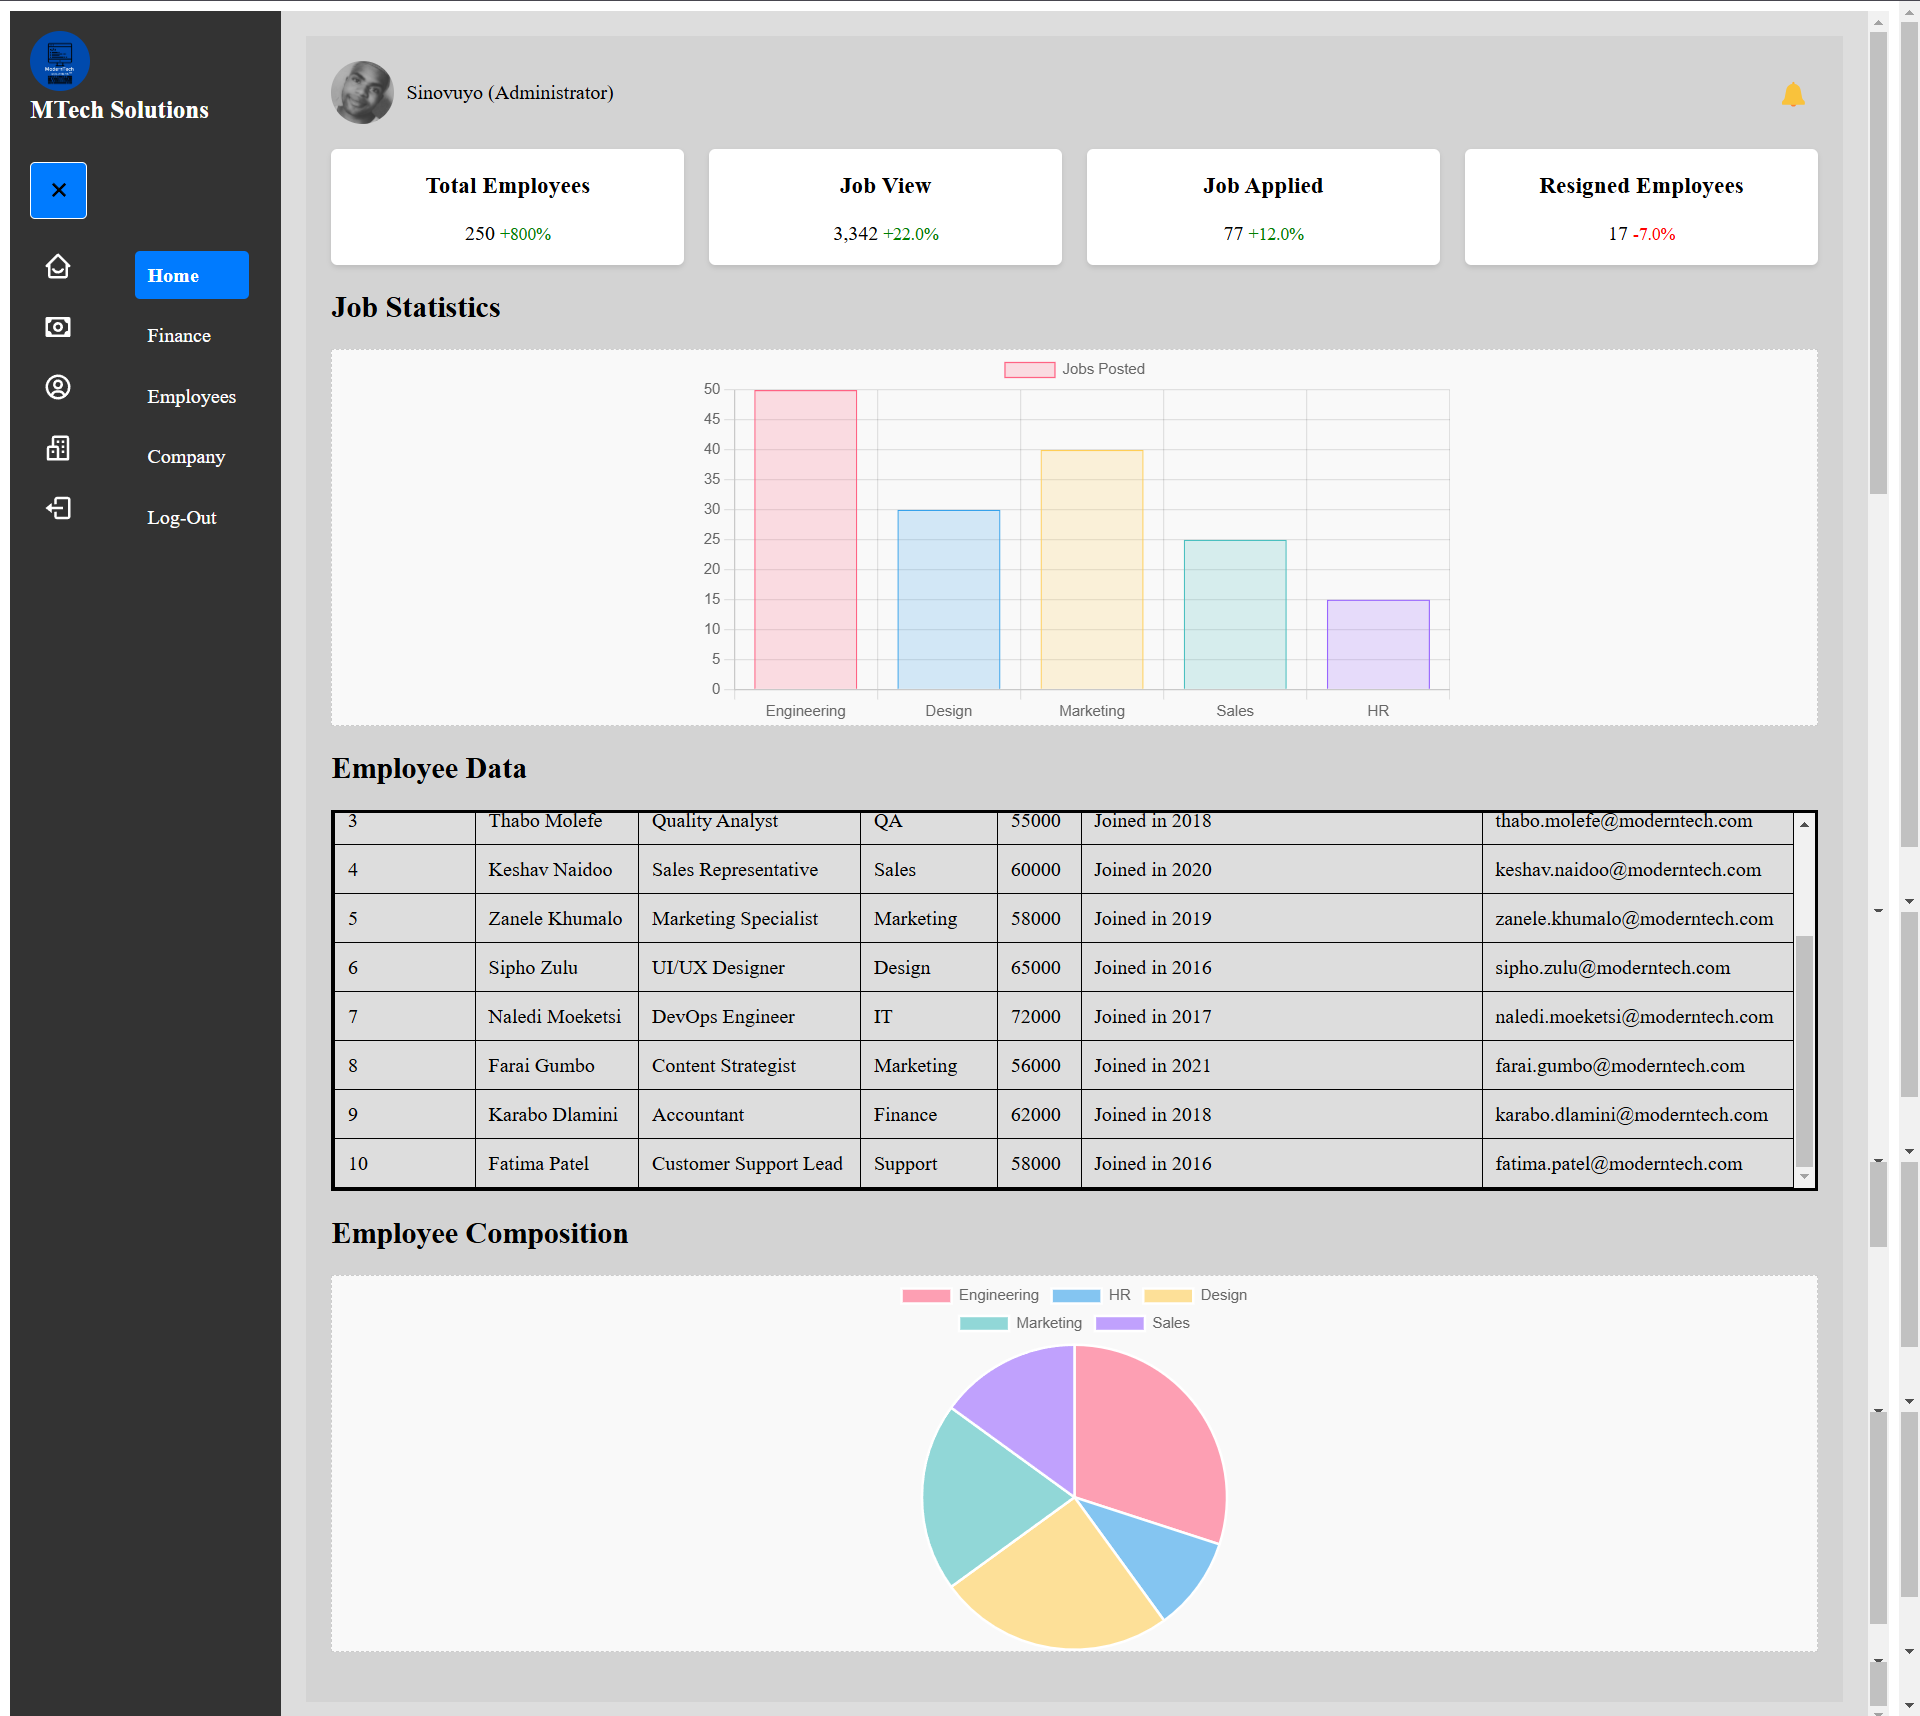 ModernTech
MTech Solutions
Home
Finance
Employees
Company
Log-Out
Sinovuyo (Administrator)
Total Employees
250 +800%
Job View
3,342 +22.0%
Job Applied
77 +12.0%
Resigned Employees
17 -7.0%
Job Statistics
Jobs Posted
50
45
40
35
30
25
20
15
10
5
0
Engineering Design Marketing Sales HR
Employee Data
3 Thabo Molefe Quality Analyst QA 55000 Joined in 2018 thabo.molefe@moderntech.com
4 Keshav Naidoo Sales Representative Sales 60000 Joined in 2020 keshav.naidoo@moderntech.com
5 Zanele Khumalo Marketing Specialist Marketing 58000 Joined in 2019 zanele.khumalo@moderntech.com
6 Sipho Zulu UI/UX Designer Design 65000 Joined in 2016 sipho.zulu@moderntech.com
7 Naledi Moeketsi DevOps Engineer IT 72000 Joined in 2017 naledi.moeketsi@moderntech.com
8 Farai Gumbo Content Strategist Marketing 56000 Joined in 2021 farai.gumbo@moderntech.com
9 Karabo Dlamini Accountant Finance 62000 Joined in 2018 karabo.dlamini@moderntech.com
10 Fatima Patel Customer Support Lead Support 58000 Joined in 2016 fatima.patel@moderntech.com
Employee Composition
Engineering HR Design
Marketing Sales